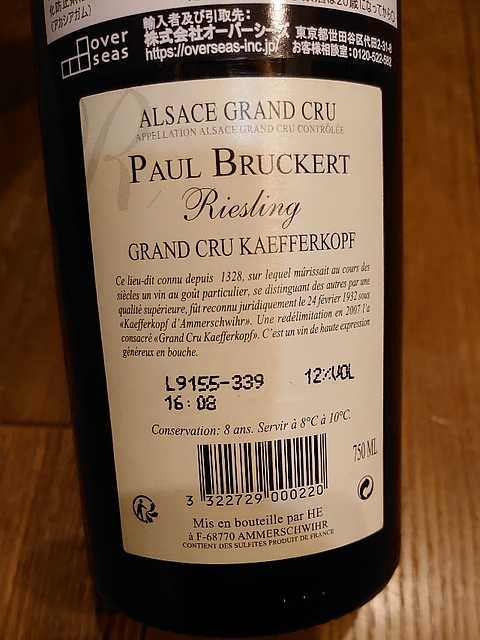 (アカシアガム)
輸入者及び引取先:
over
seas
株式会社オーバーシーズ 東京都世田谷区代田2-31-8
https://overseas-inc.jp/ お客様相談室:0120-522-582
ALSACE GRAND CRU
APPELLATION ALSACE GRAND CRU CONTRÔLÉE
PAUL BRUCKERT
Riesling
GRAND CRU KAEFFERKOPF
Ce lieu-dit connu depuis 1328, sur lequel mûrissait au cours des
siècles un vin au goût particulier, se distinguant des autres par une
qualité supérieure, fût reconnu juridiquement le 24 février 1932 sous
«Kaefferkopf d'Ammerschwihr». Une redélimitation en 2007 l'a
consacré «Grand Cru Kaefferkopf». C'est un vin de haute expression
généreux en bouche.
L9155-339 12%VOL
16:08
Conservation: 8 ans. Servir à 8°C à 10°C.
750 ML
3 322729 000220
Mis en bouteille par HE
à F-68770 AMMERSCHWIHR
CONTIENT DES SULFITES PRODUIT DE FRANCE